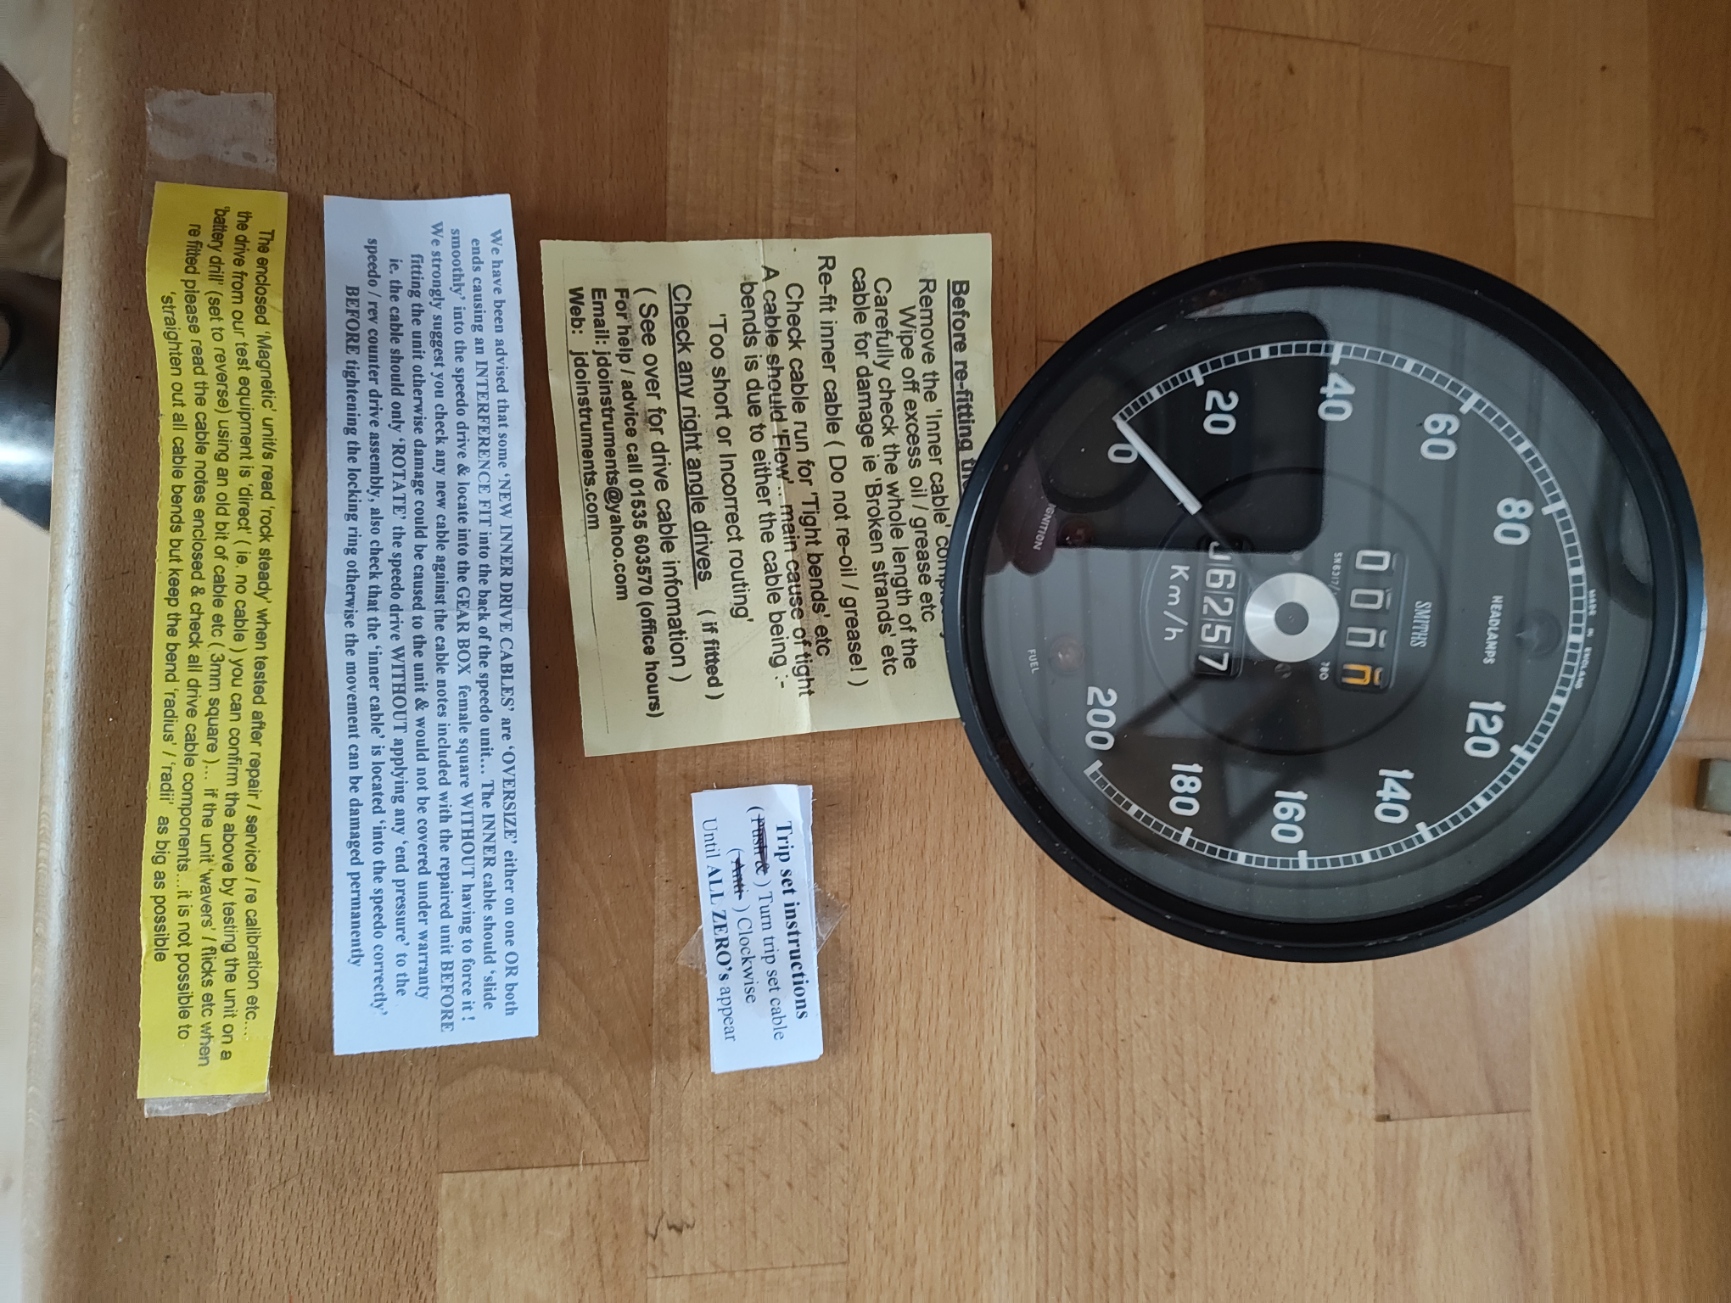 40
60
80
120
140
160
180
200
20
0
MADE IN ENGLAND
HEADLAMPS
SMITHS
SN6317/
790
6257
Km/h
IGNITION
FUEL
Before re-fitting
Remove the 'Inner cable'
Wipe off excess oil / grease etc
Carefully check the whole length of the
cable for damage ie 'Broken strands' etc
Re-fit inner cable ( Do not re-oil / grease! )
Check cable run for 'Tight bends' etc
A cable should 'Flow'... main cause of tight
bends is due to either the cable being :-
'Too short or Incorrect routing'
Check any right angle drives ( if fitted )
( See over for drive cable infomation )
For help / advice call 01535 603570 (office hours)
Email: jdoinstruments@yahoo.com
Web: jdoinstruments.com
Trip set instructions
( Push & ) Turn trip set cable
( Anti- ) Clockwise
Until ALL ZERO's appear
We have been advised that some 'NEW INNER DRIVE CABLES' are 'OVERSIZE' either on one OR both
ends causing an INTERFERENCE FIT into the back of the speedo unit... The INNER cable should 'slide
smoothly' into the speedo drive & locate into the GEAR BOX female square WITHOUT having to force it !
We strongly suggest you check any new cable against the cable notes included with the repaired unit BEFORE
fitting the unit otherwise damage could be caused to the unit & would not be covered under warranty
ie. the cable should only 'ROTATE' the speedo drive WITHOUT applying any 'end pressure' to the
speedo / rev counter drive assembly, also check that the 'inner cable' is located 'into the speedo correctly'
BEFORE tightening the locking ring otherwise the movement can be damaged permanently
The enclosed 'Magnetic' unit/s read 'rock steady' when tested after repair / service / re calibration etc....
the drive from our test equipment is 'direct' ( ie. no cable ) you can confirm the above by testing the unit on a
'battery drill' (set to reverse) using an old bit of cable etc ( 3mm square )... if the unit 'wavers' / flicks etc when
re fitted please read the cable notes enclosed & check all drive cable components...it is not possible to
'straighten out all cable bends but keep the bend 'radius' / 'radii' as big as possible